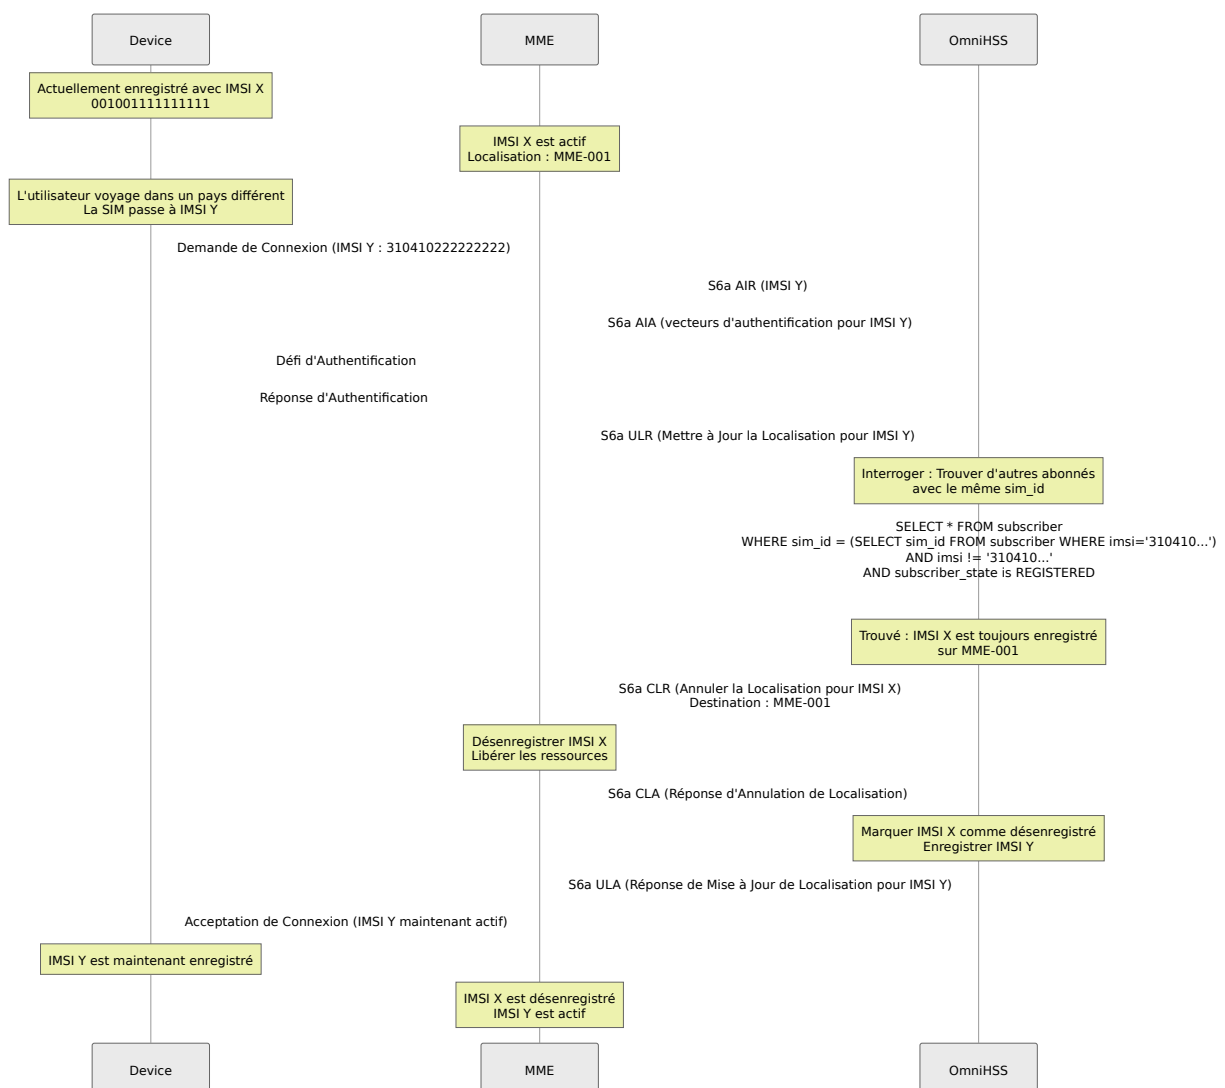 Device
MME
OmniHSS
Actuellement enregistré avec IMSI X
001001111111111
IMSI X est actif
Localisation : MME-001
L'utilisateur voyage dans un pays différent
La SIM passe à IMSI Y
Demande de Connexion (IMSI Y : 310410222222222)
S6a AIR (IMSI Y)
S6a AIA (vecteurs d'authentification pour IMSI Y)
Défi d'Authentification
Réponse d'Authentification
S6a ULR (Mettre à Jour la Localisation pour IMSI Y)
Interroger : Trouver d'autres abonnés
avec le même sim_id
SELECT * FROM subscriber
WHERE sim_id = (SELECT sim_id FROM subscriber WHERE imsi='310410...')
AND imsi != '310410...'
AND subscriber_state is REGISTERED
Trouvé : IMSI X est toujours enregistré
sur MME-001
S6a CLR (Annuler la Localisation pour IMSI X)
Destination : MME-001
Désenregistrer IMSI X
Libérer les ressources
S6a CLA (Réponse d'Annulation de Localisation)
Marquer IMSI X comme désenregistré
Enregistrer IMSI Y
S6a ULA (Réponse de Mise à Jour de Localisation pour IMSI Y)
Acceptation de Connexion (IMSI Y maintenant actif)
IMSI Y est maintenant enregistré
IMSI X est désenregistré
IMSI Y est actif
Device
MME
OmniHSS